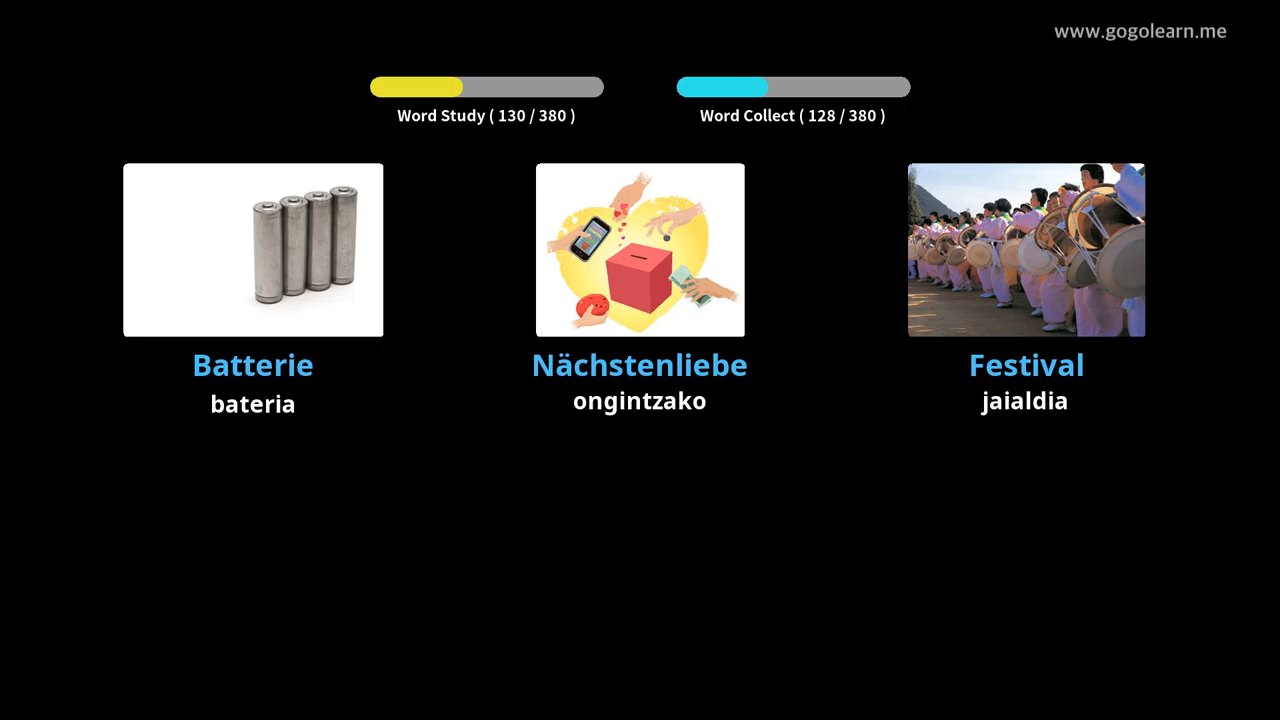 www.gogolearn.me
Word Study ( 130 / 380 )
Word Collect ( 128 / 380 )
Batterie
bateria
Nächstenliebe
ongintzako
Festival
jaialdia